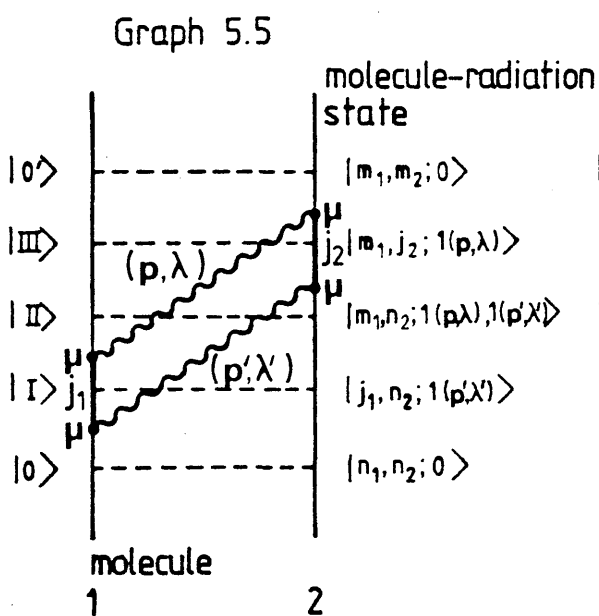 Graph 5.5
molecule-radiation
state
|0'⟩ |m₁,m₂;0⟩
μ
|III⟩ (p,λ) j₂ |m₁,j₂;1(p,λ)⟩
μ
|II⟩ |m₁,n₂;1(p,λ),1(p',λ')⟩
μ (p',λ')
|I⟩ j₁ |j₁,n₂;1(p',λ')⟩
μ
|0⟩ |n₁,n₂;0⟩
molecule
1 2